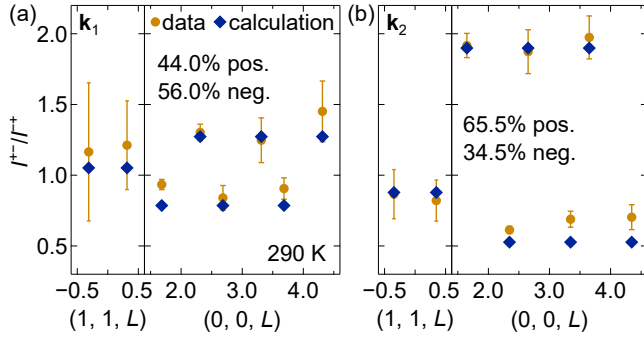 (a) k1 data calculation (b) k2
44.0% pos.
56.0% neg.
65.5% pos.
34.5% neg.
290 K
I+−/I−+
2.0
1.5
1.0
0.5
−0.5 0.5 2.0 3.0 4.0 −0.5 0.5 2.0 3.0 4.0
(1, 1, L) (0, 0, L) (1, 1, L) (0, 0, L)